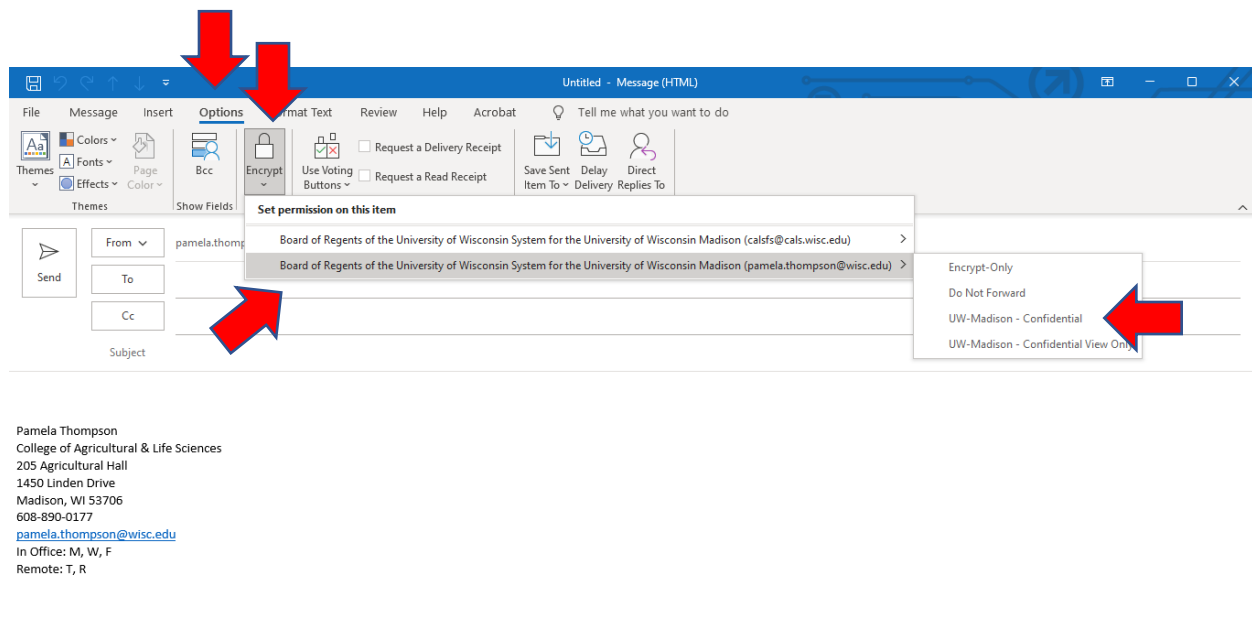 Untitled - Message (HTML)
File Message Insert Options Format Text Review Help Acrobat Tell me what you want to do
Aa Colors
A Fonts
Effects
Themes
Page Color
Themes
Bcc
Show Fields
Encrypt
Use Voting Buttons
Request a Delivery Receipt
Request a Read Receipt
Save Sent Item To
Delay Delivery
Direct Replies To
Set permission on this item
Board of Regents of the University of Wisconsin System for the University of Wisconsin Madison (calsfs@cals.wisc.edu)
Board of Regents of the University of Wisconsin System for the University of Wisconsin Madison (pamela.thompson@wisc.edu)
Encrypt-Only
Do Not Forward
UW-Madison - Confidential
UW-Madison - Confidential View Only
Send
From pamela.thomp
To
Cc
Subject
Pamela Thompson
College of Agricultural & Life Sciences
205 Agricultural Hall
1450 Linden Drive
Madison, WI 53706
608-890-0177
pamela.thompson@wisc.edu
In Office: M, W, F
Remote: T, R